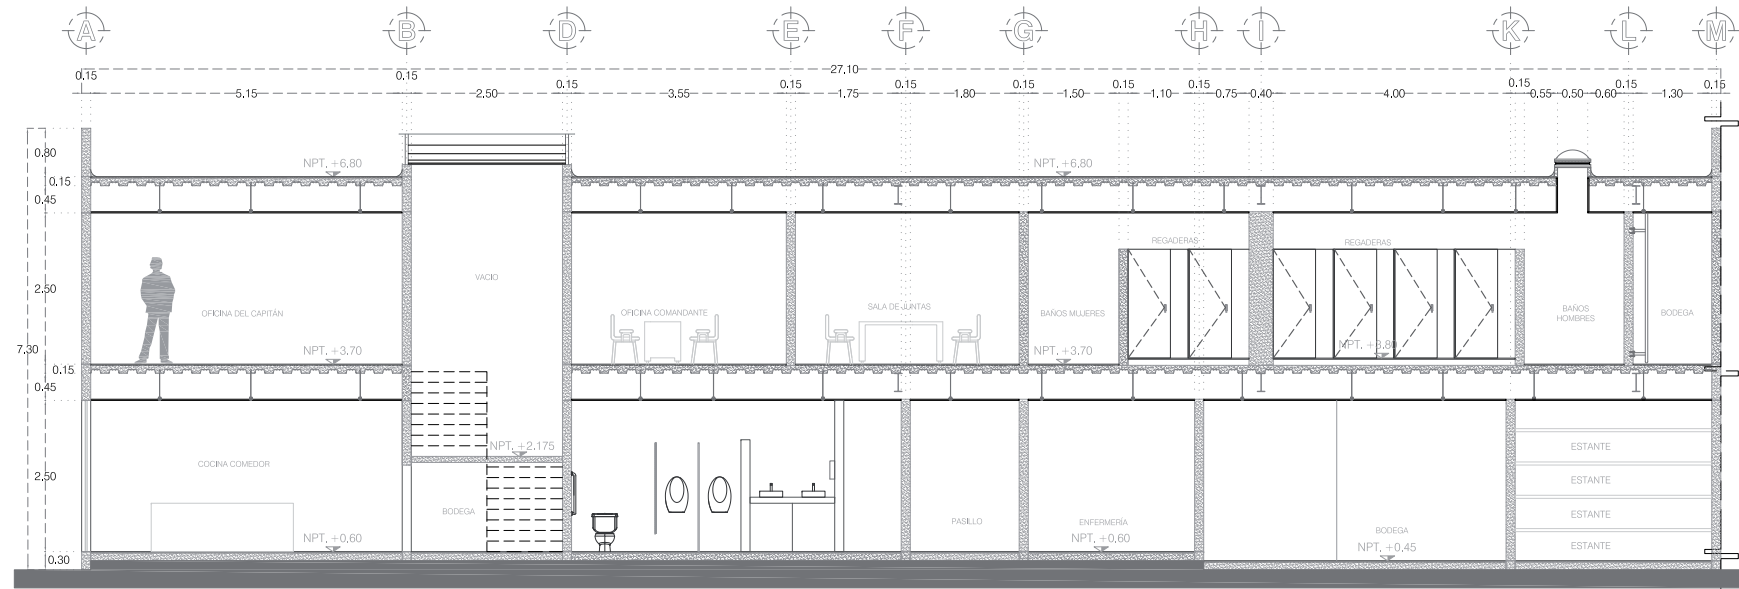 A B D E F G H I K L M
27.10
0.15 0.15 0.15 0.15 0.15 0.15 0.15 0.15 0.15 0.15 0.15
5.15 2.50 3.55 1.75 1.80 1.50 1.10 0.75 0.40 4.00 0.55 0.50 0.60 1.30
0.80
NPT. +6.80 NPT. +6.80
0.15
0.45
REGADERAS REGADERAS
VACIO
2.50
OFICINA DEL CAPITÁN OFICINA COMANDANTE SALA DE JUNTAS BAÑOS MUJERES BAÑOS
HOMBRES
BODEGA
7.30
NPT. +3.70 NPT. +3.70 NPT. +3.80
0.15
0.45
NPT. +2.175
ESTANTE
COCINA COMEDOR
2.50
ESTANTE
BODEGA
ESTANTE
PASILLO ENFERMERÍA
BODEGA
NPT. +0.60 NPT. +0.60
NPT. +0.45
ESTANTE
0.30